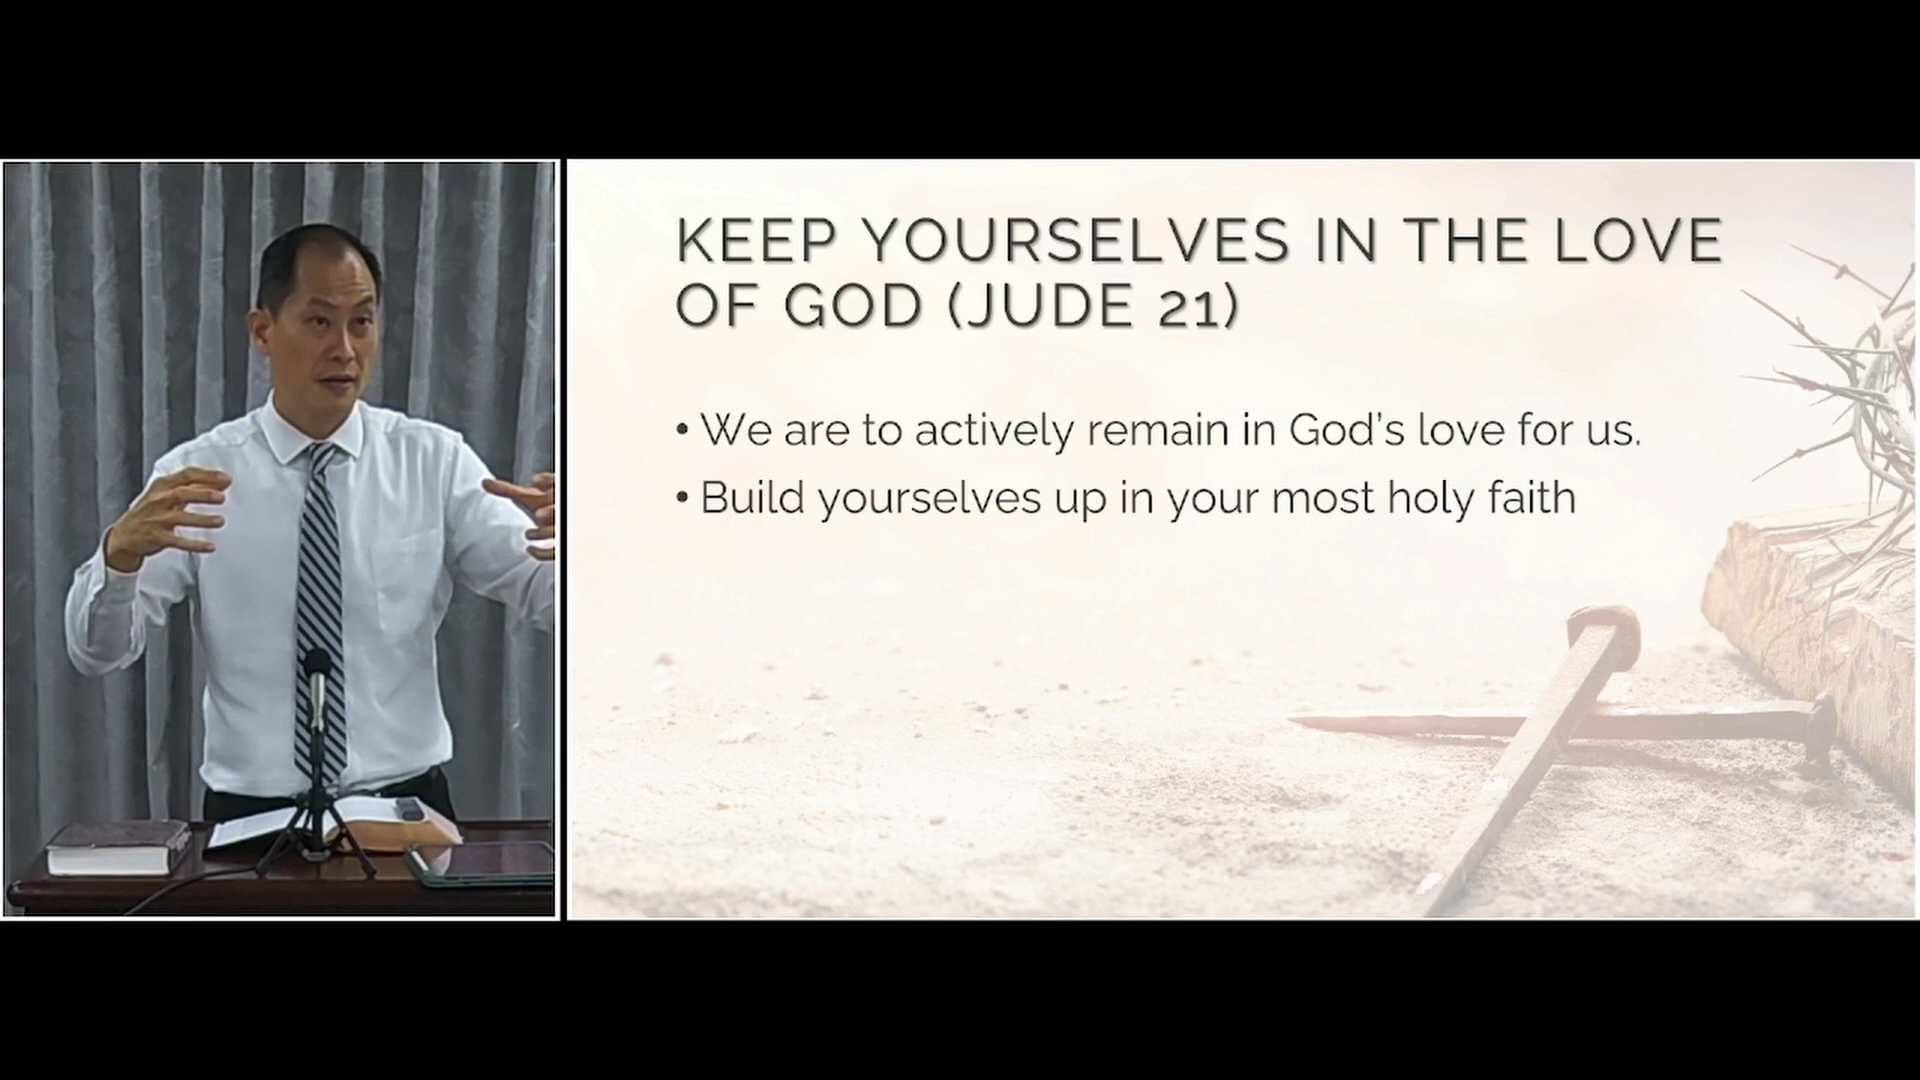 KEEP YOURSELVES IN THE LOVE
OF GOD (JUDE 21)
• We are to actively remain in God's love for us.
• Build yourselves up in your most holy faith